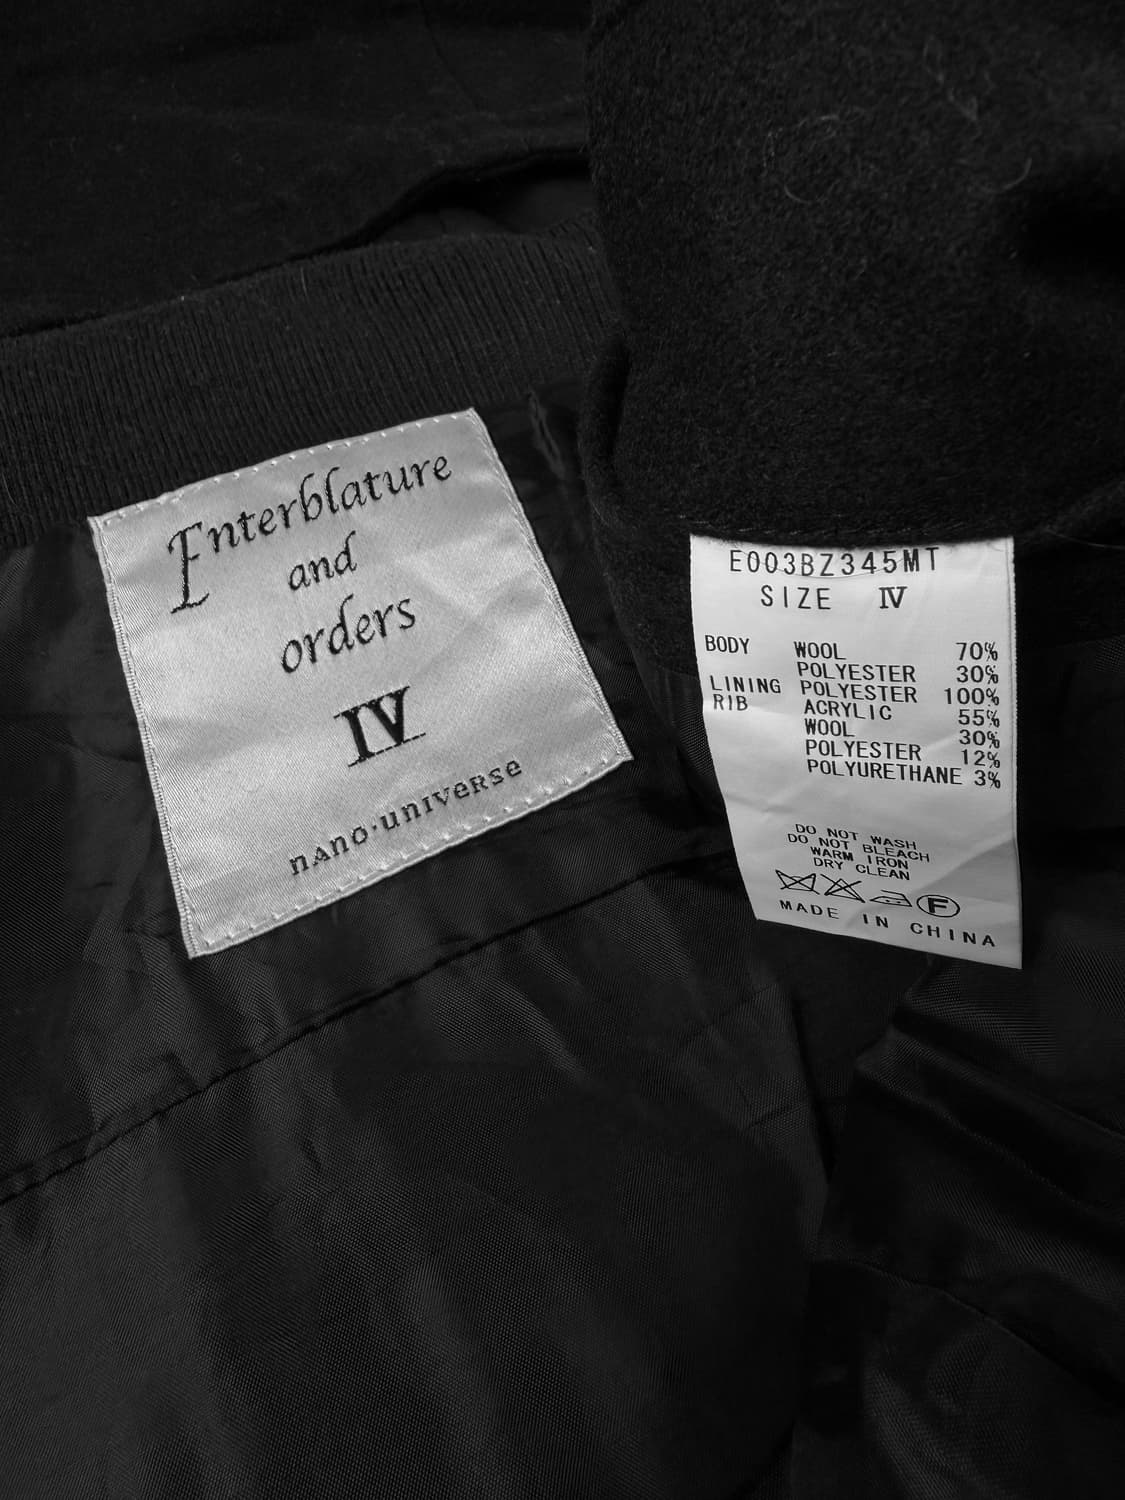 Enterblature
and
orders
IV
nano·universe
E003BZ345MT
SIZE IV
BODY WOOL 70%
POLYESTER 30%
LINING POLYESTER 100%
RIB ACRYLIC 55%
WOOL 30%
POLYESTER 12%
POLYURETHANE 3%
DO NOT WASH
DO NOT BLEACH
WARM IRON
DRY CLEAN
F
MADE IN CHINA